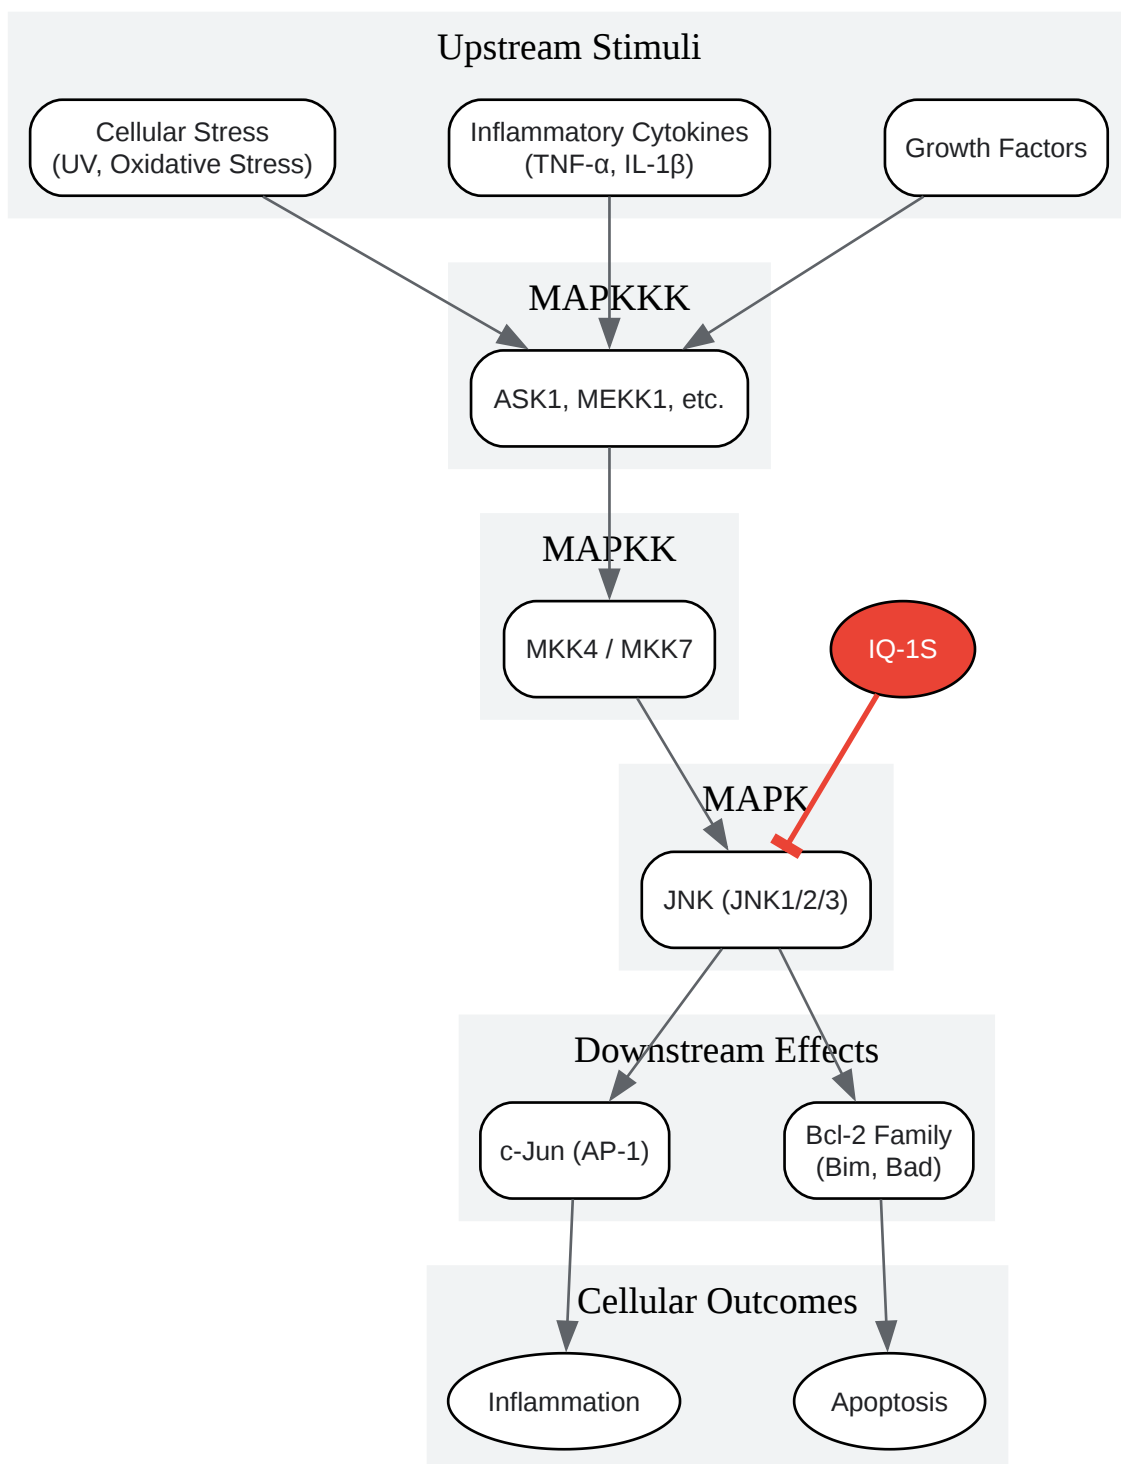 Upstream Stimuli
Cellular Stress
(UV, Oxidative Stress)
Inflammatory Cytokines
(TNF-α, IL-1β)
Growth Factors
MAPKKK
ASK1, MEKK1, etc.
MAPKK
MKK4 / MKK7
IQ-1S
MAPK
JNK (JNK1/2/3)
Downstream Effects
c-Jun (AP-1)
Bcl-2 Family
(Bim, Bad)
Cellular Outcomes
Inflammation
Apoptosis